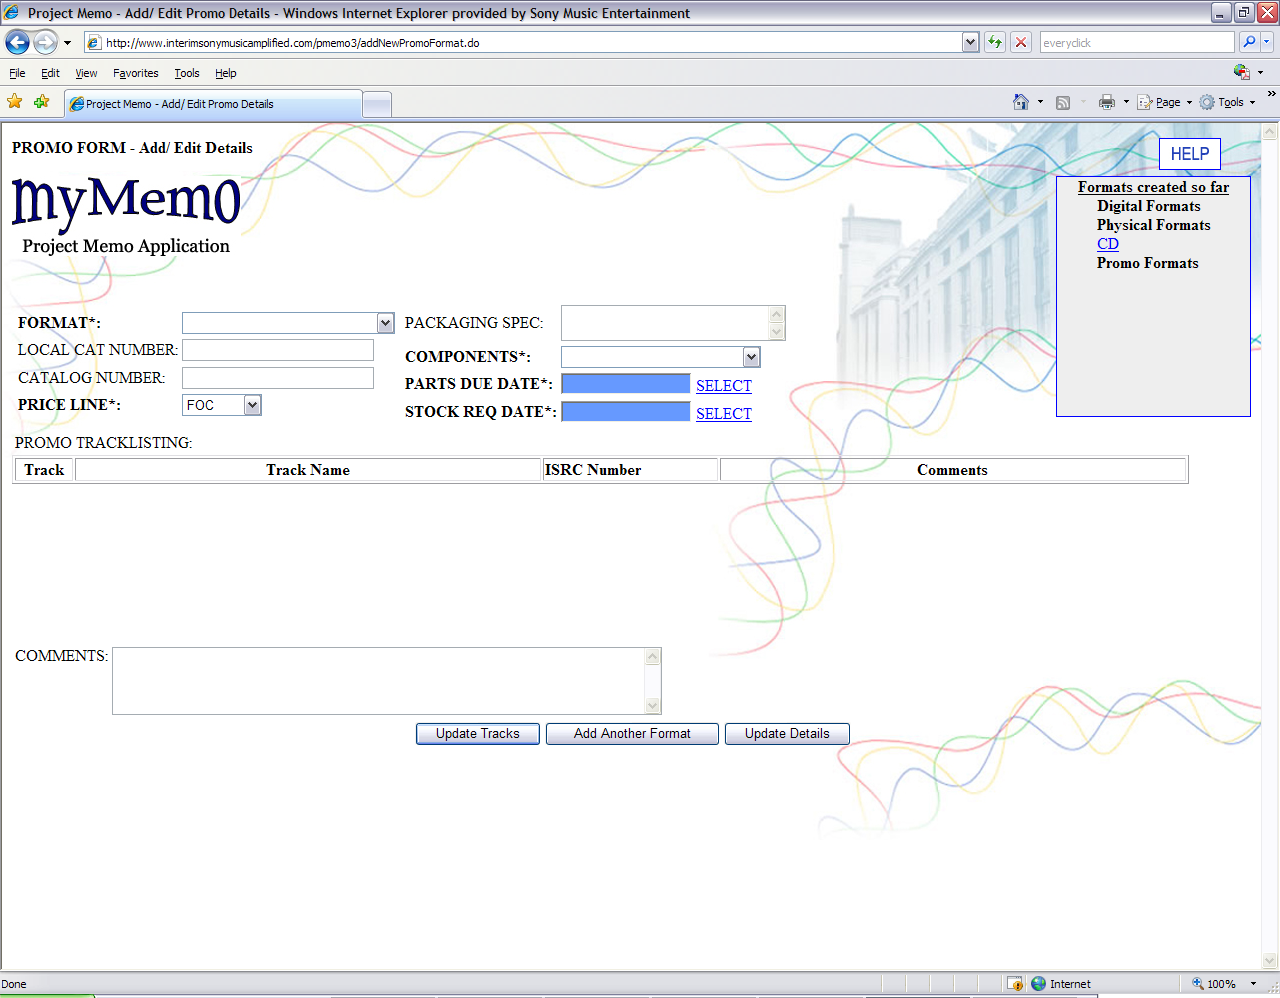 Project Memo - Add/ Edit Promo Details - Windows Internet Explorer provided by Sony Music Entertainment
http://www.interimsonymusicamplified.com/pmemo3/addNewPromoFormat.do
everyclick
File Edit View Favorites Tools Help
Project Memo - Add/ Edit Promo Details
Page Tools »
PROMO FORM - Add/ Edit Details
HELP
myMemo
Project Memo Application
Formats created so far
Digital Formats
Physical Formats
CD
Promo Formats
FORMAT*: PACKAGING SPEC:
LOCAL CAT NUMBER: COMPONENTS*:
CATALOG NUMBER: PARTS DUE DATE*: SELECT
PRICE LINE*: FOC STOCK REQ DATE*: SELECT
PROMO TRACKLISTING:
Track Track Name ISRC Number Comments
COMMENTS:
Update Tracks Add Another Format Update Details
Done Internet 100%